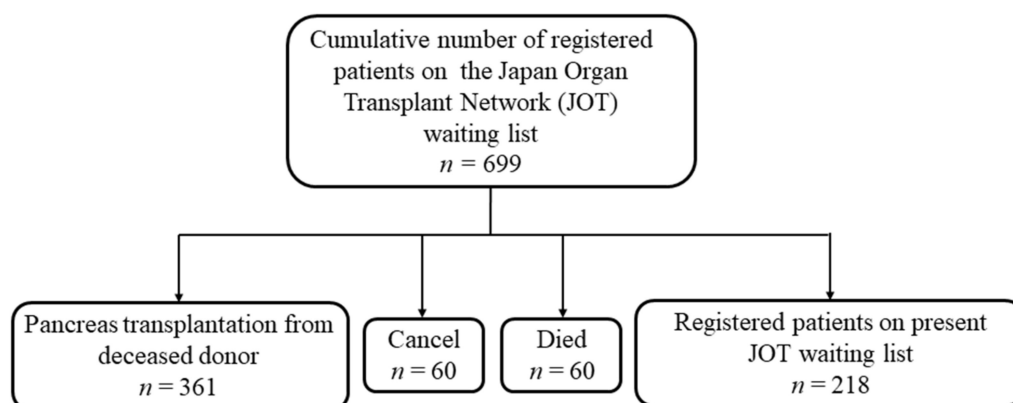 Cumulative number of registered
patients on the Japan Organ
Transplant Network (JOT)
waiting list
n = 699
Pancreas transplantation from
deceased donor
n = 361
Cancel
n = 60
Died
n = 60
Registered patients on present
JOT waiting list
n = 218